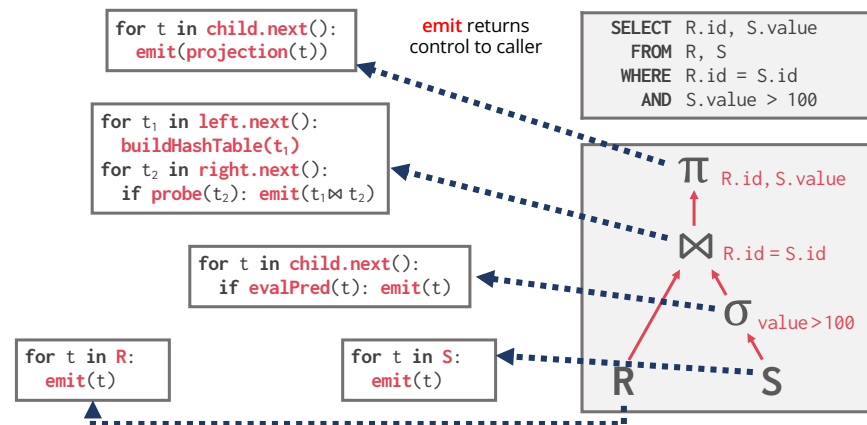 for t in child.next():
emit(projection(t))
emit returns
control to caller
SELECT R.id, S.value
FROM R, S
WHERE R.id = S.id
AND S.value > 100
for t₁ in left.next():
buildHashTable(t₁)
for t₂ in right.next():
if probe(t₂): emit(t₁⋈t₂)
π R.id, S.value
⋈ R.id = S.id
for t in child.next():
if evalPred(t): emit(t)
σ value>100
for t in R:
emit(t)
for t in S:
emit(t)
R S